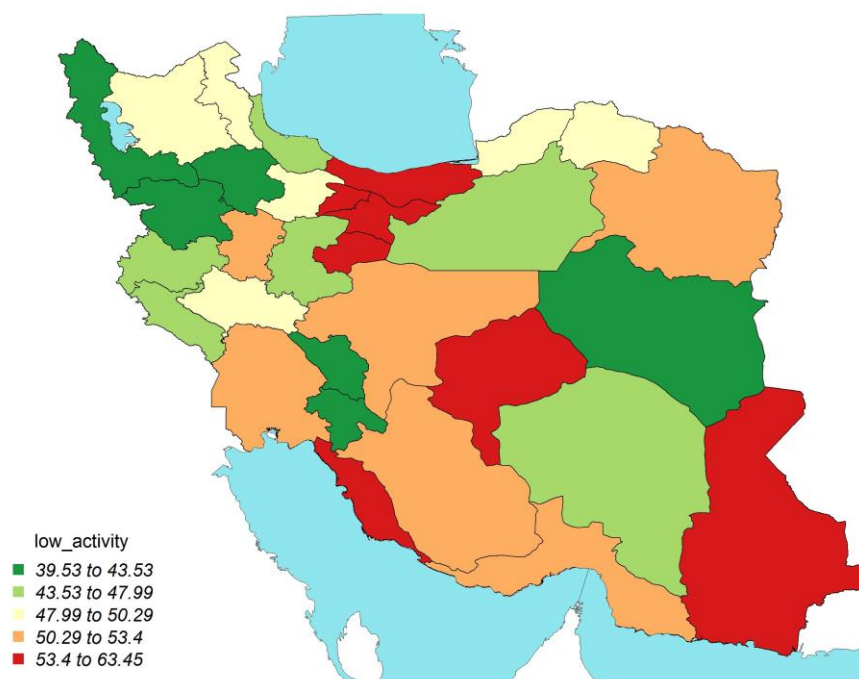 low_activity
39.53 to 43.53
43.53 to 47.99
47.99 to 50.29
50.29 to 53.4
53.4 to 63.45